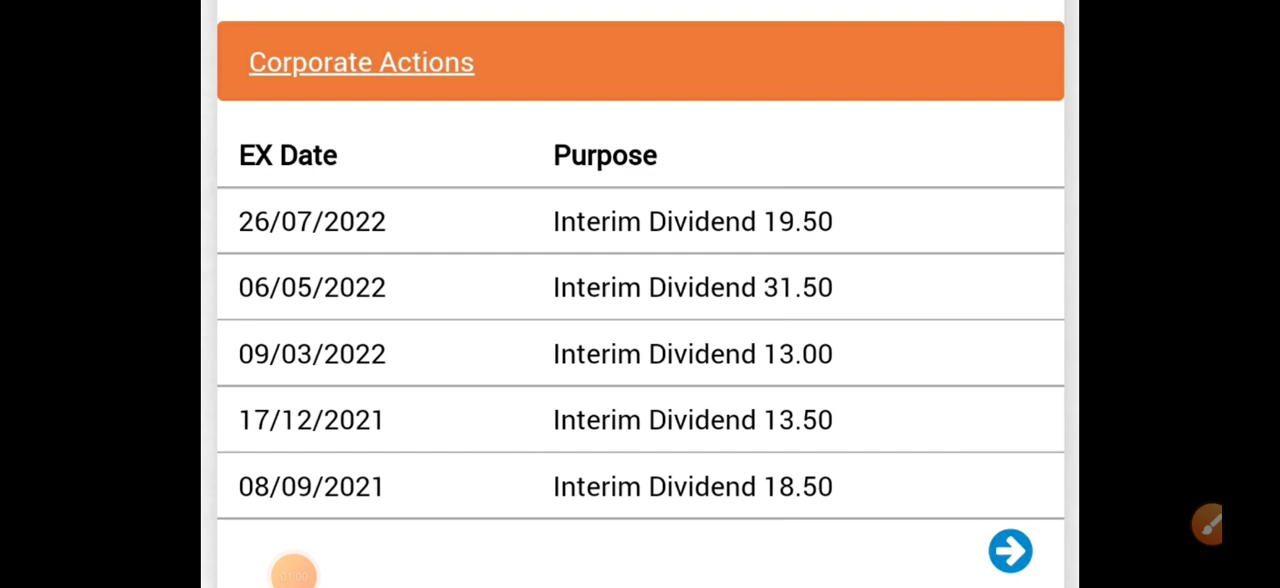 Corporate Actions
EX Date Purpose
26/07/2022 Interim Dividend 19.50
06/05/2022 Interim Dividend 31.50
09/03/2022 Interim Dividend 13.00
17/12/2021 Interim Dividend 13.50
08/09/2021 Interim Dividend 18.50
01:00